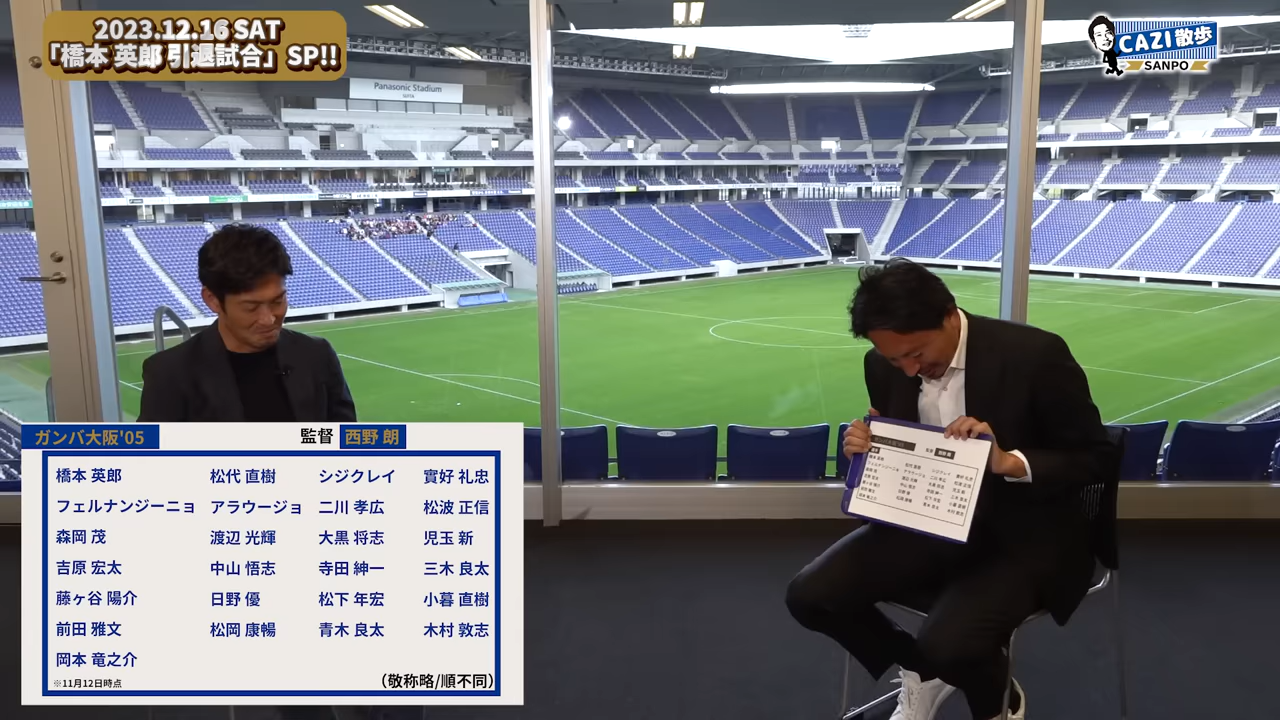 2023.12.16 SAT
「橋本 英郎 引退試合」 SP!!
CAZI散歩
SANPO
Panasonic Stadium
SUITA
ガンバ大阪'05 監督 西野 朗
橋本 英郎 松代 直樹 シジクレイ 實好 礼忠
フェルナンジーニョ アラウージョ 二川 孝広 松波 正信
森岡 茂 渡辺 光輝 大黒 将志 児玉 新
吉原 宏太 中山 悟志 寺田 紳一 三木 良太
藤ヶ谷 陽介 日野 優 松下 年宏 小暮 直樹
前田 雅文 松岡 康暢 青木 良太 木村 敦志
岡本 竜之介
※11月12日時点 (敬称略/順不同)